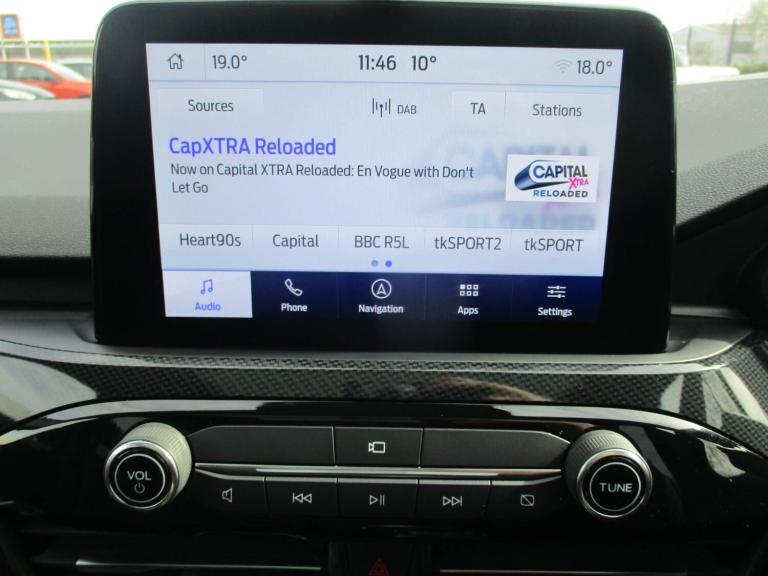 19.0°
11:46 10°
18.0°
Sources
DAB
TA
Stations
CapXTRA Reloaded
Now on Capital XTRA Reloaded: En Vogue with Don't
Let Go
CAPITAL
XTRA
RELOADED
Heart90s
Capital
BBC R5L
tkSPORT2
tkSPORT
Audio
Phone
Navigation
Apps
Settings
VOL
TUNE